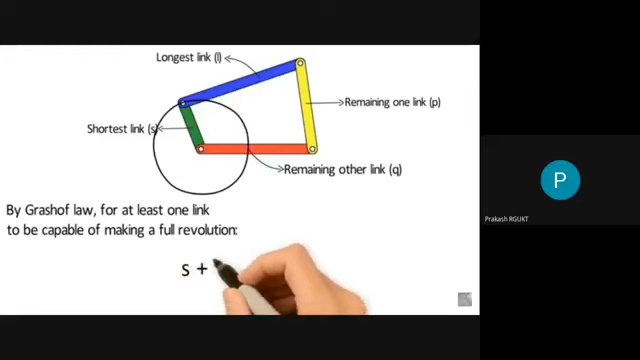 Longest link (l)
Remaining one link (p)
Shortest link (s)
Remaining other link (q)
By Grashof law, for at least one link
to be capable of making a full revolution:
s +
P
Prakash RGUKT